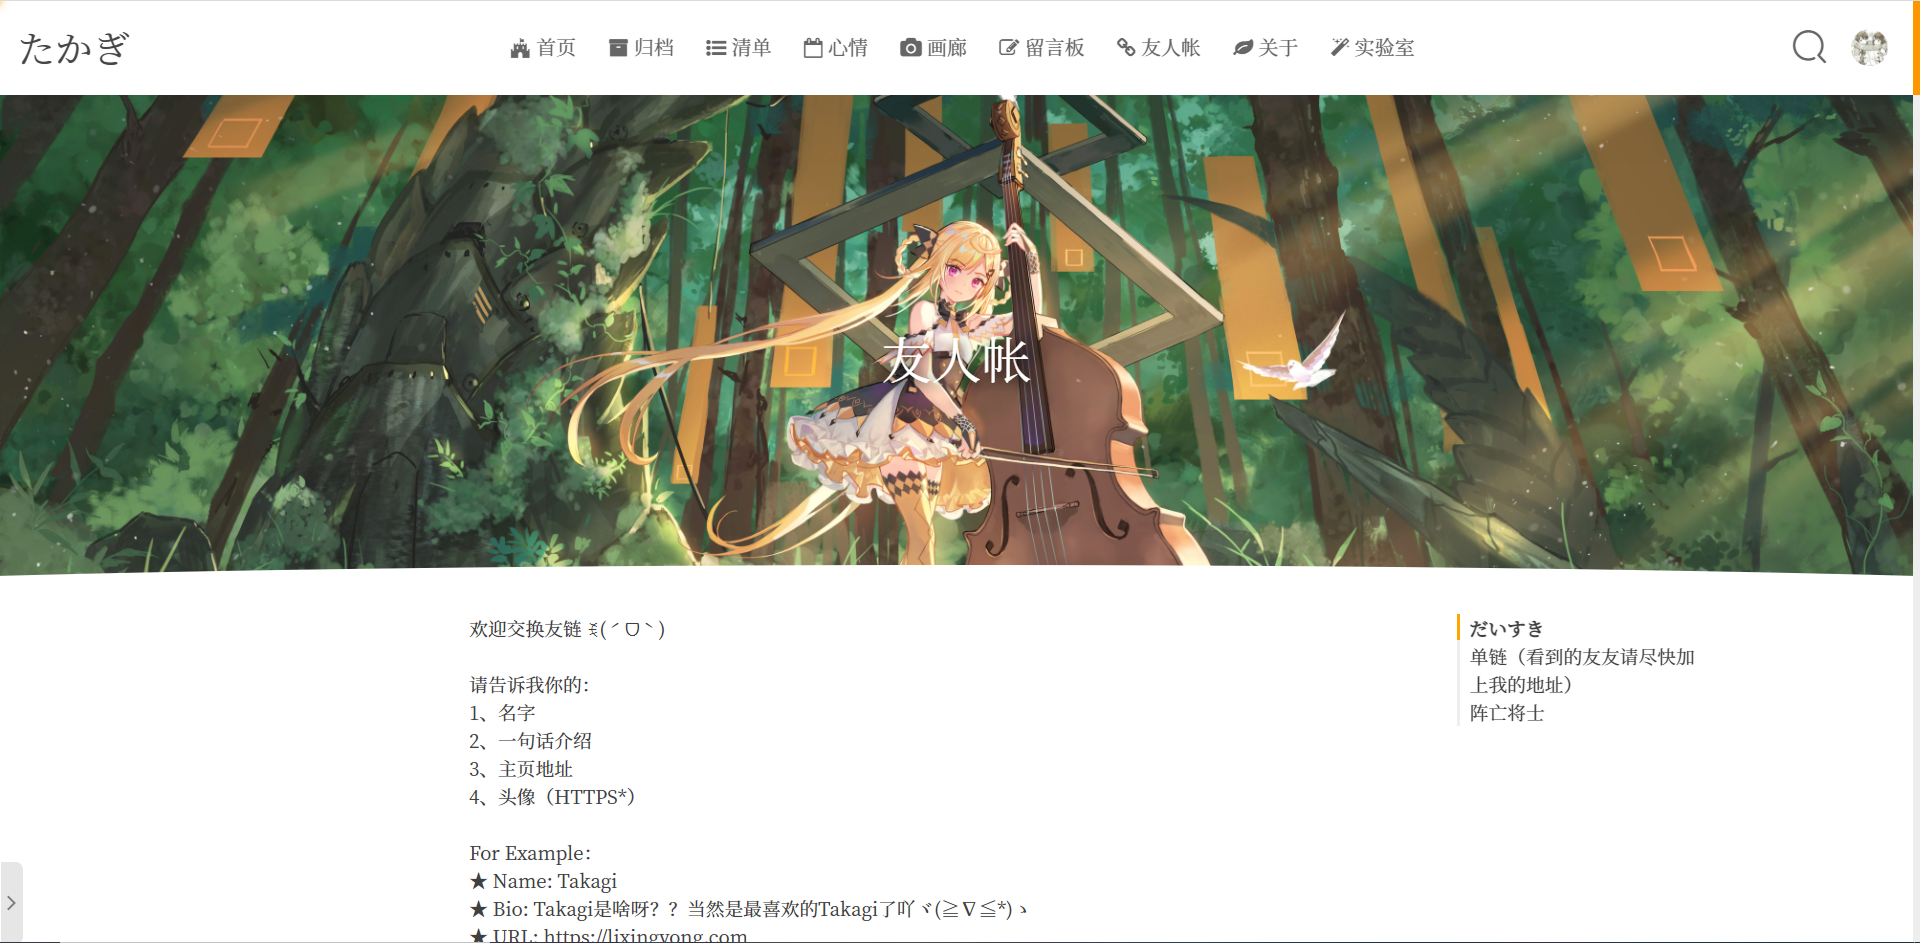 たかぎ
首页 归档 清单 心情 画廊 留言板 友人帐 关于 实验室
友人帐
欢迎交换友链 ⺣(ˊᗜˋ)
请告诉我你的：
1、名字
2、一句话介绍
3、主页地址
4、头像（HTTPS*）
For Example：
★ Name: Takagi
★ Bio: Takagi是啥呀？？当然是最喜欢的Takagi了吖ヾ(≧∇≦*)ゝ
★ URL: https://lixingyong.com
だいすき
单链（看到的友友请尽快加
上我的地址）
阵亡将士